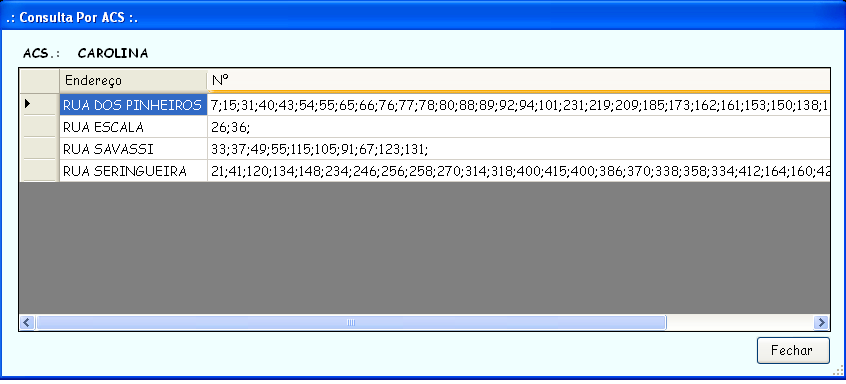 .: Consulta Por ACS :.
ACS.: CAROLINA
Endereço Nº
RUA DOS PINHEIROS 7;15;31;40;43;54;55;65;66;76;77;78;80;88;89;92;94;101;231;219;209;185;173;162;161;153;150;138;1
RUA ESCALA 26;36;
RUA SAVASSI 33;37;49;55;115;105;91;67;123;131;
RUA SERINGUEIRA 21;41;120;134;148;234;246;256;258;270;314;318;400;415;400;386;370;338;358;334;412;164;160;42
Fechar